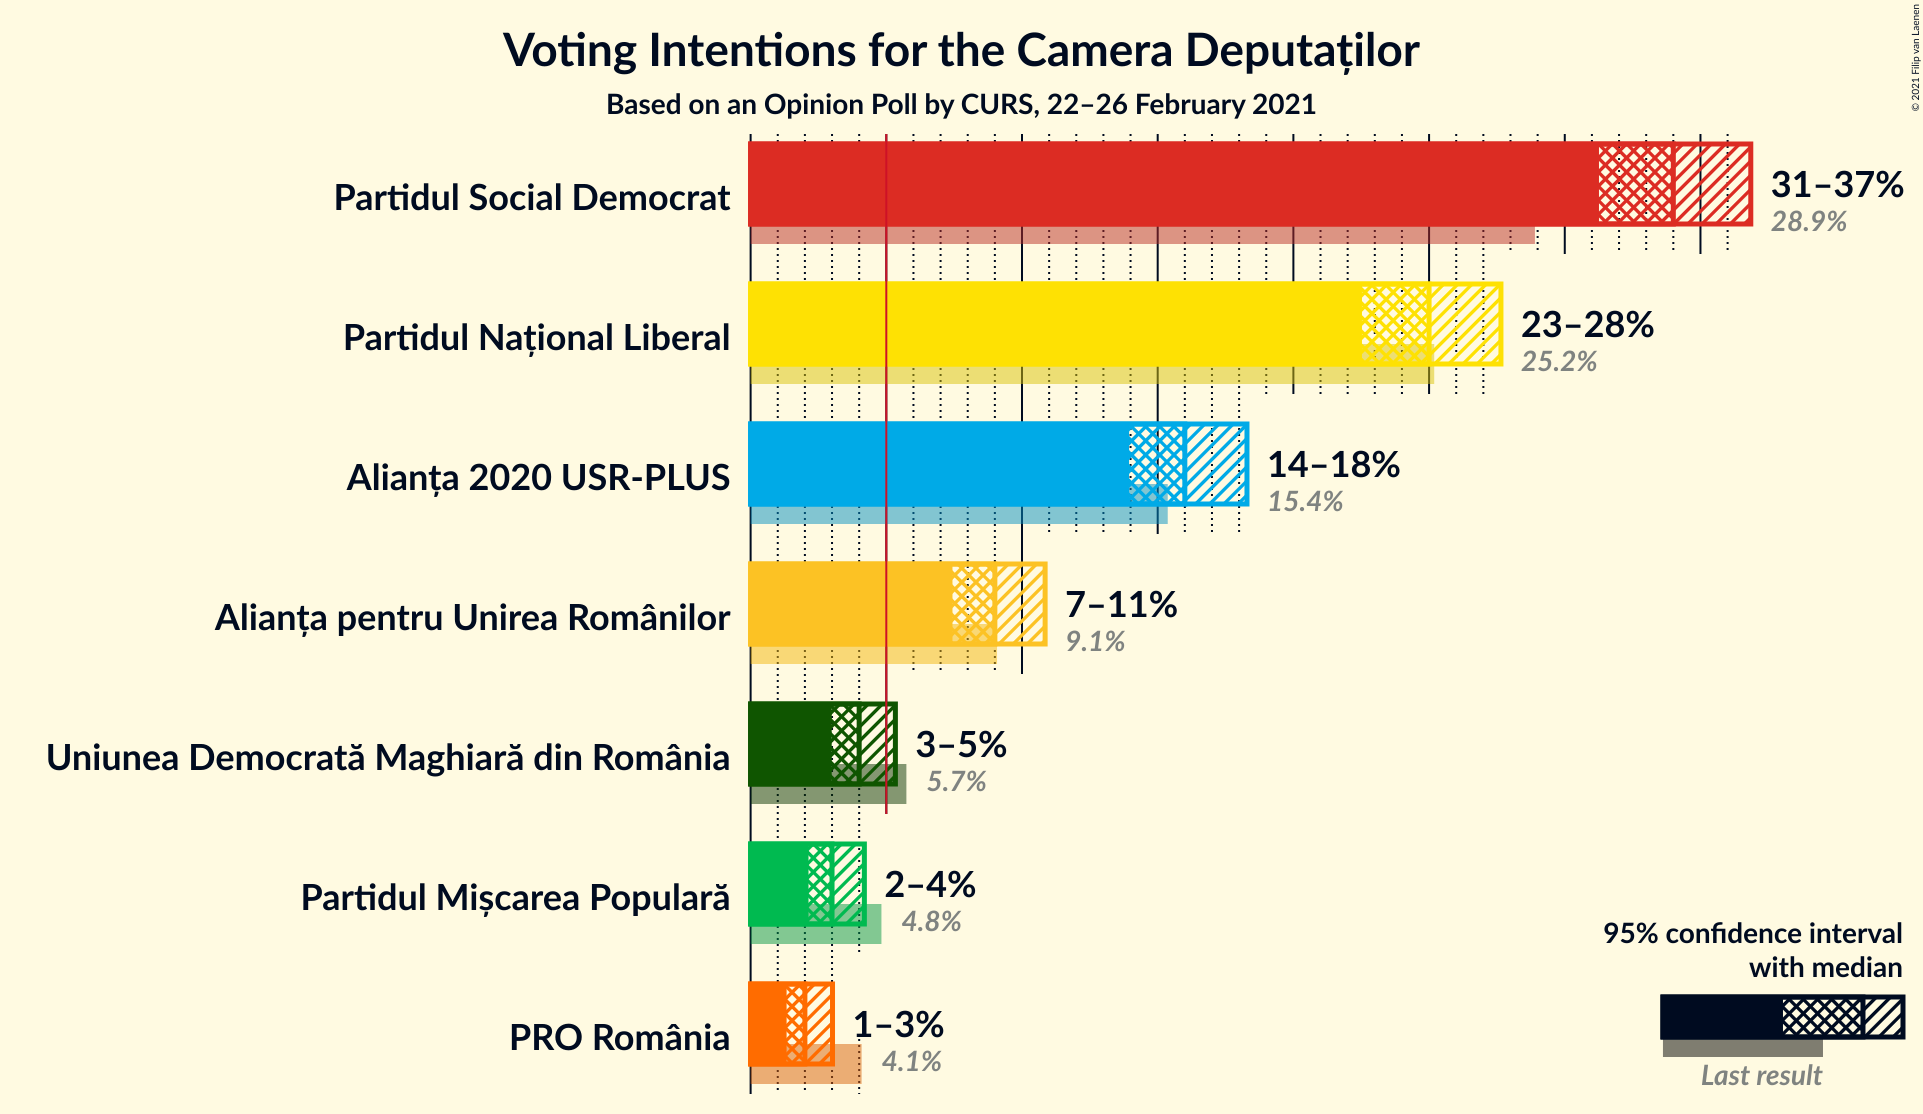 Voting Intentions for the Camera Deputaților
Based on an Opinion Poll by CURS, 22–26 February 2021
© 2021 Filip van Laenen
Partidul Social Democrat
31–37%
28.9%
Partidul Național Liberal
23–28%
25.2%
Alianța 2020 USR-PLUS
14–18%
15.4%
Alianța pentru Unirea Românilor
7–11%
9.1%
Uniunea Democrată Maghiară din România
3–5%
5.7%
Partidul Mișcarea Populară
2–4%
4.8%
PRO România
1–3%
4.1%
95% confidence interval
with median
Last result